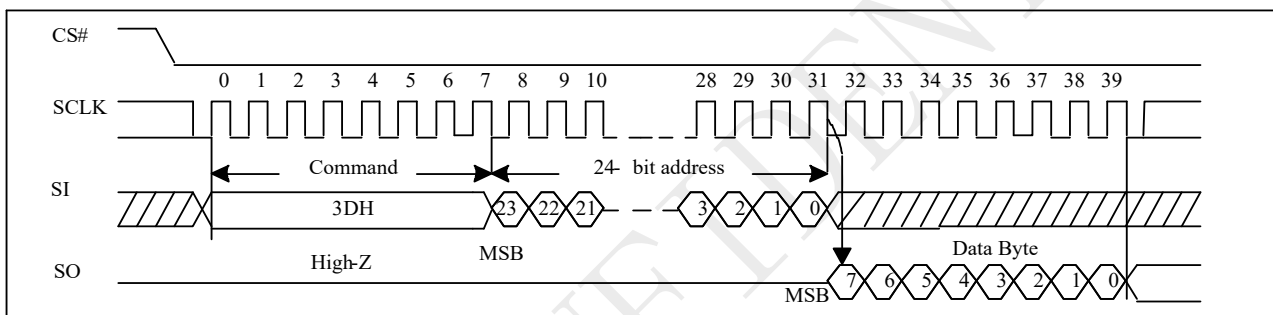 CS#
0 1 2 3 4 5 6 7 8 9 10 28 29 30 31 32 33 34 35 36 37 38 39
SCLK
Command 24- bit address
SI
3DH 23 22 21 3 2 1 0
MSB
High-Z Data Byte
SO
MSB 7 6 5 4 3 2 1 0